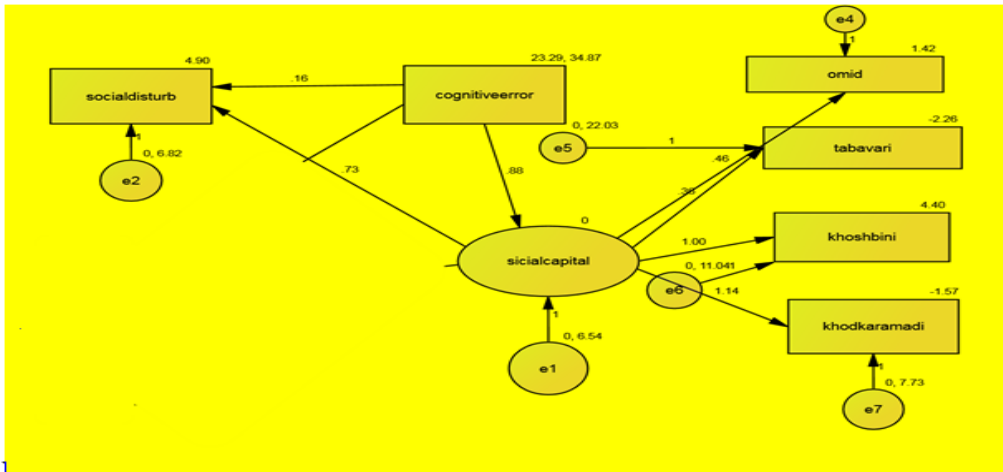 e4
1
4.90
23.29, 34.87
1.42
socialdisturb
.16
cognitiveerror
omid
1
0, 6.82
e2
0, 22.03
e5
1
-2.26
tabavari
.73
.88
.46
.38
0
sicialcapital
4.40
khoshbini
1.00
0, 11.041
e6
1.14
-1.57
khodkaramadi
1
0, 6.54
e1
1
0, 7.73
e7